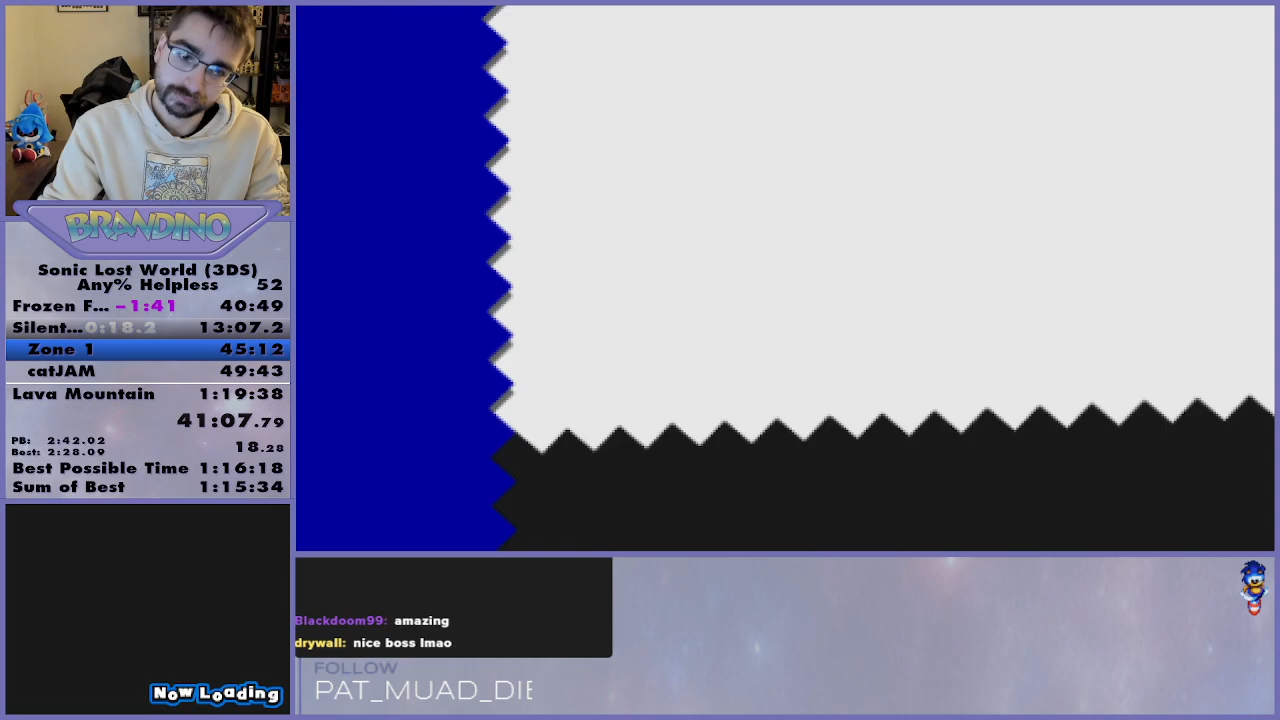 BRANDINO
Sonic Lost World (3DS)
Any% Helpless 52
Frozen F... -1:41 40:49
Silent... 0:18.2 13:07.2
Zone 1 45:12
catJAM 49:43
Lava Mountain 1:19:38
41:07.79
PB: 2:42.02
Best: 2:28.09 18.28
Best Possible Time 1:16:18
Sum of Best 1:15:34
Now Loading
Blackdoom99: amazing
drywall: nice boss lmao
FOLLOW
PAT_MUAD_DIE